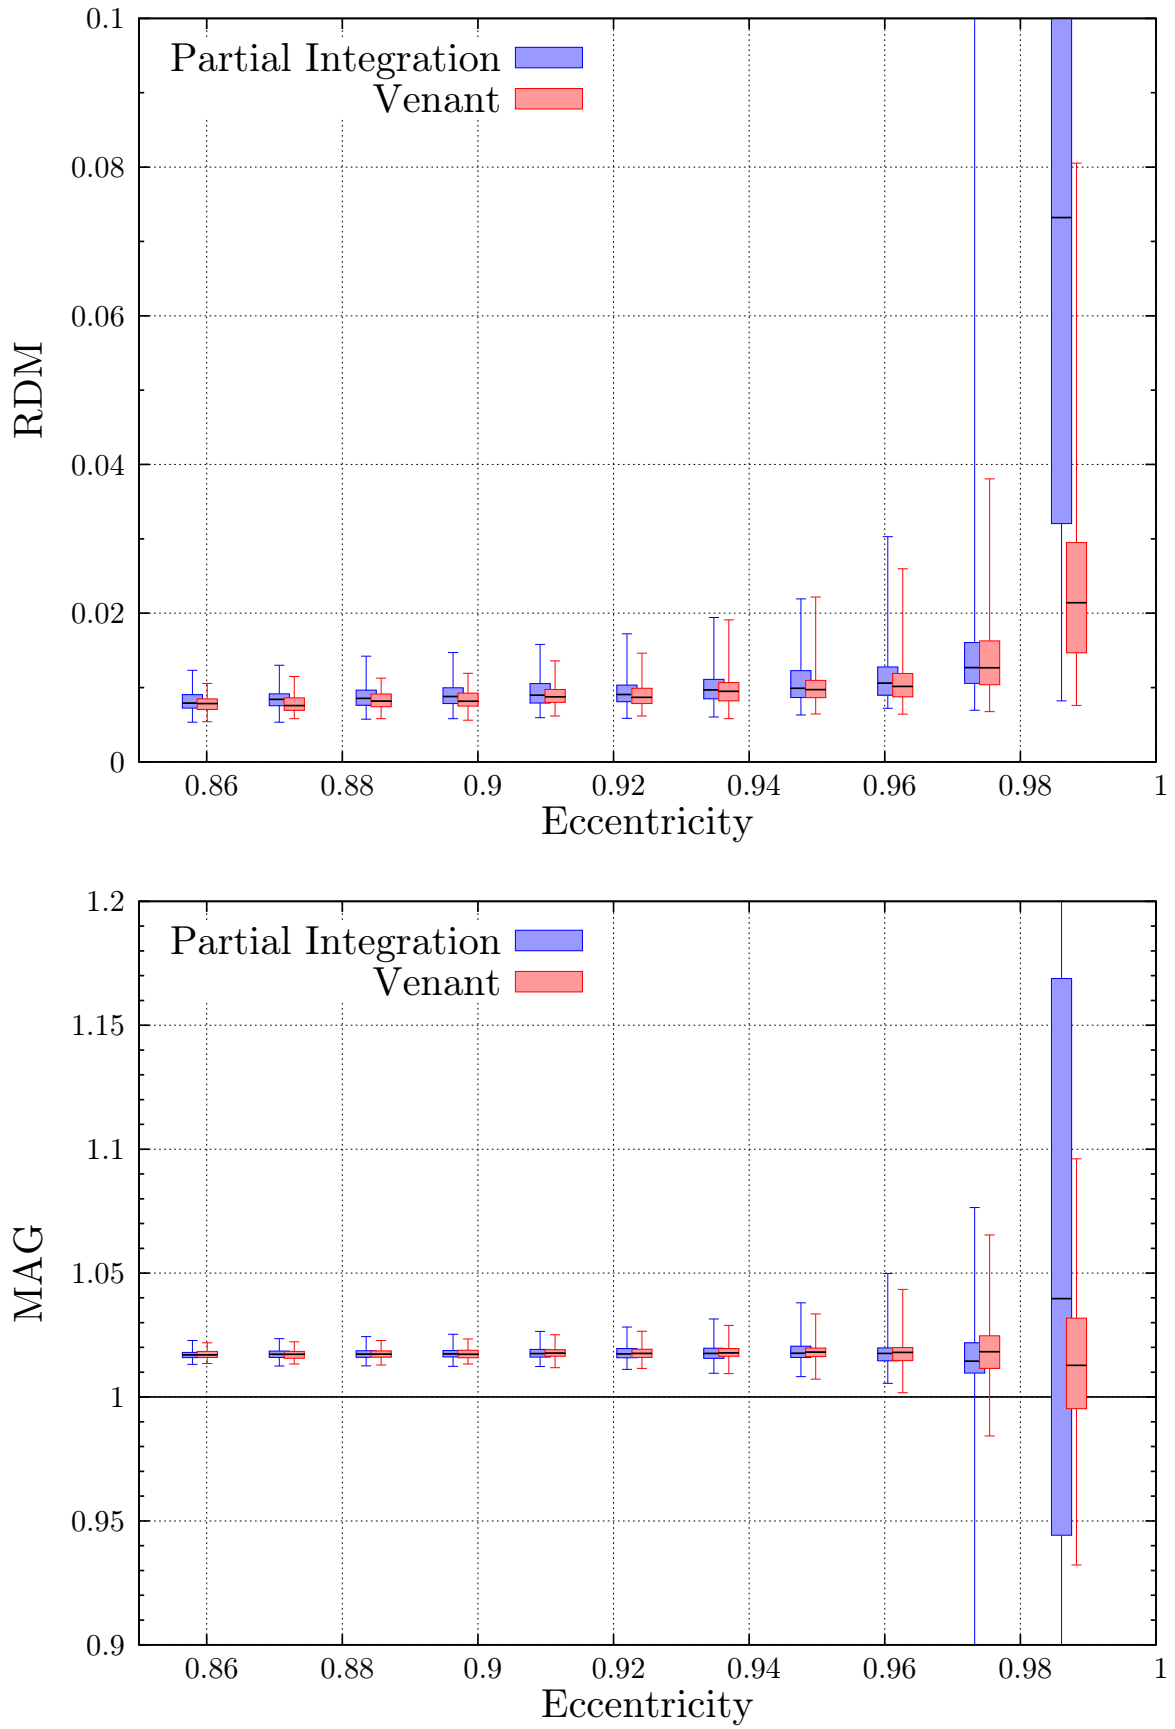 0.1
Partial Integration
Venant
0.08
0.06
RDM
0.04
0.02
0
0.86 0.88 0.9 0.92 0.94 0.96 0.98 1
Eccentricity
1.2
Partial Integration
Venant
1.15
1.1
MAG
1.05
1
0.95
0.9
0.86 0.88 0.9 0.92 0.94 0.96 0.98 1
Eccentricity